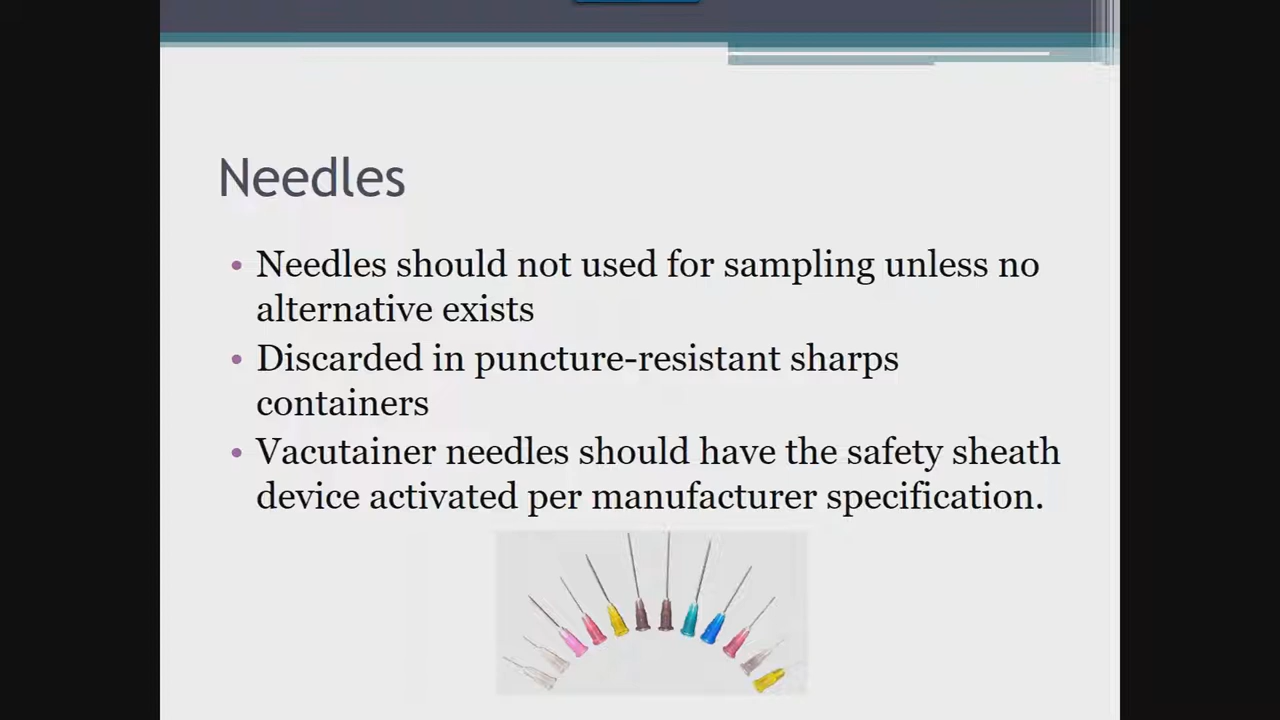 Needles
• Needles should not used for sampling unless no
alternative exists
• Discarded in puncture-resistant sharps
containers
• Vacutainer needles should have the safety sheath
device activated per manufacturer specification.